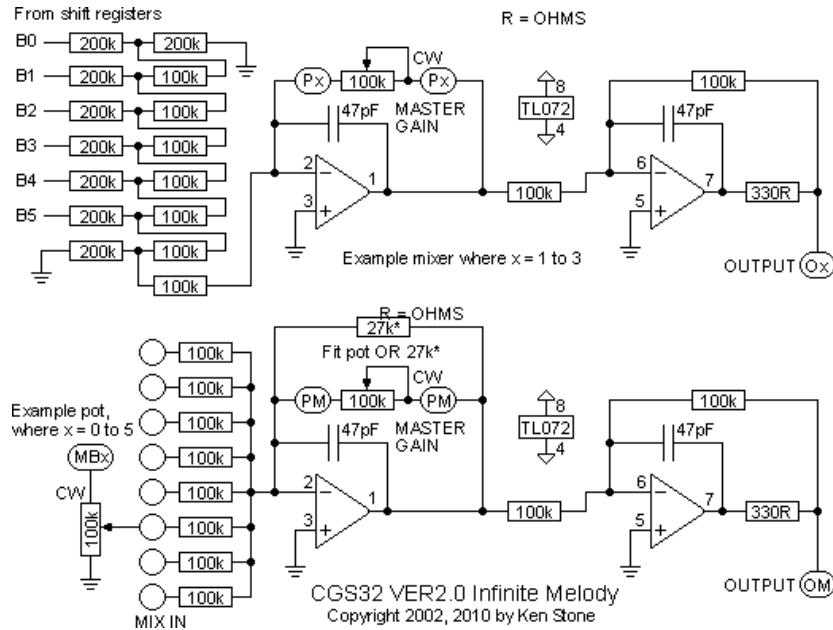 From shift registers
R = OHMS
B0 200k 200k
B1 200k 100k
B2 200k 100k
B3 200k 100k
B4 200k 100k
B5 200k 100k
200k 100k
100k
Px 100k Px
CW
MASTER
GAIN
47pF
2
3
1
8
TL072
4
100k
100k
47pF
6
5
7
330R
OUTPUT Ox
Example mixer where x = 1 to 3
R = OHMS
27k*
Fit pot OR 27k*
PM 100k PM
CW
MASTER
GAIN
47pF
2
3
1
8
TL072
4
100k
100k
47pF
6
5
7
330R
OUTPUT OM
Example pot,
where x = 0 to 5
MBx
CW
100k
100k
100k
100k
100k
100k
100k
100k
100k
MIX IN
CGS32 VER2.0 Infinite Melody
Copyright 2002, 2010 by Ken Stone